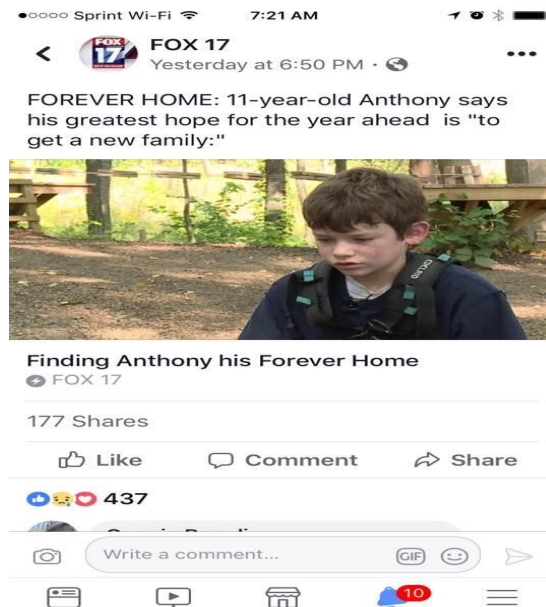 Sprint Wi-Fi 7:21 AM
FOX 17
FOX
17
Yesterday at 6:50 PM ·
FOREVER HOME: 11-year-old Anthony says
his greatest hope for the year ahead is "to
get a new family:"
Finding Anthony his Forever Home
FOX 17
177 Shares
Like Comment Share
437
Write a comment... GIF
10